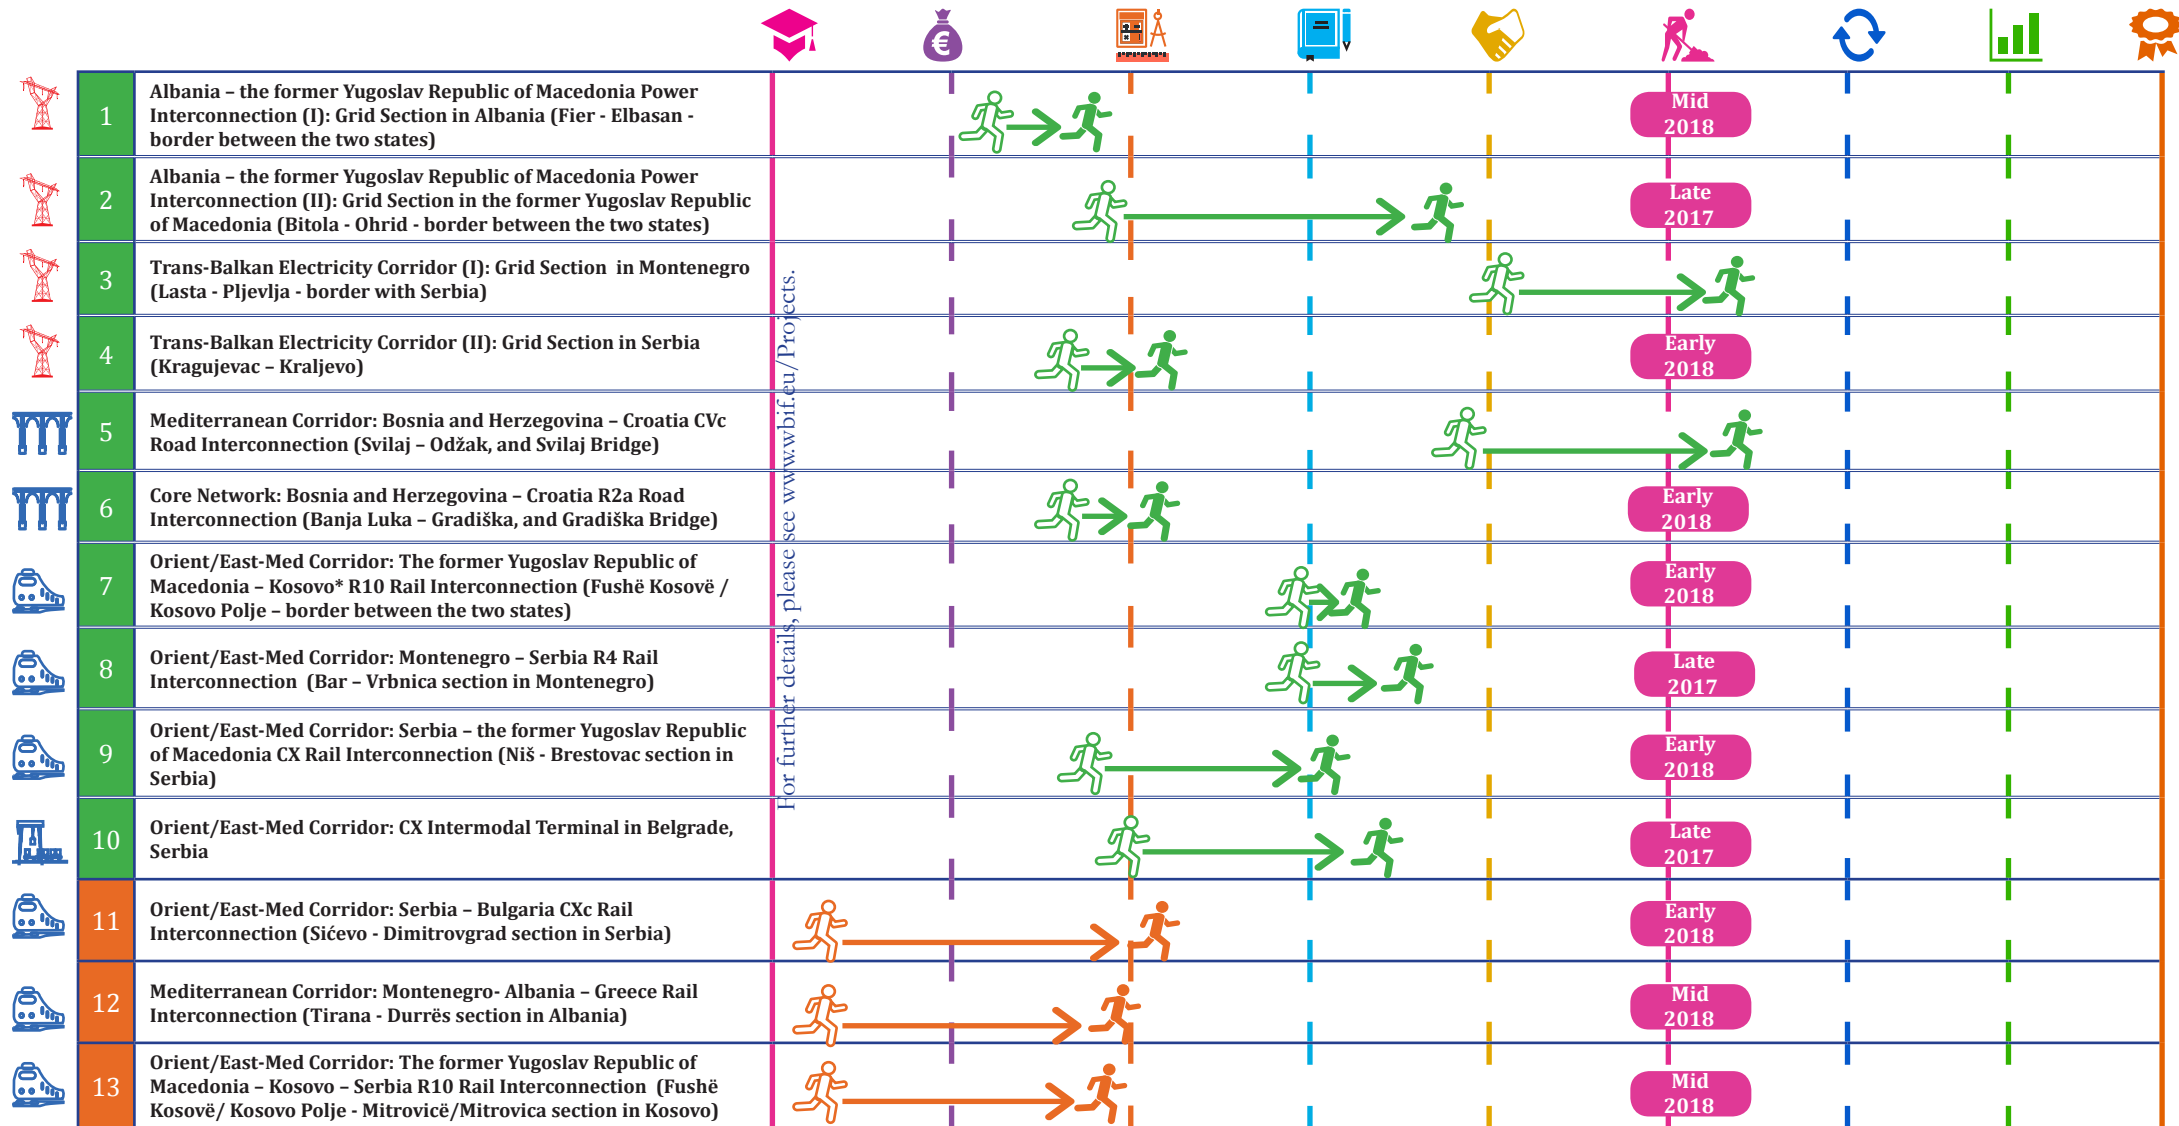 €
1
Albania – the former Yugoslav Republic of Macedonia Power
Interconnection (I): Grid Section in Albania (Fier - Elbasan -
border between the two states)
Mid
2018
2
Albania – the former Yugoslav Republic of Macedonia Power
Interconnection (II): Grid Section in the former Yugoslav Republic
of Macedonia (Bitola - Ohrid - border between the two states)
Late
2017
3
Trans-Balkan Electricity Corridor (I): Grid Section in Montenegro
(Lasta - Pljevlja - border with Serbia)
4
Trans-Balkan Electricity Corridor (II): Grid Section in Serbia
(Kragujevac – Kraljevo)
Early
2018
5
Mediterranean Corridor: Bosnia and Herzegovina – Croatia CVc
Road Interconnection (Svilaj – Odžak, and Svilaj Bridge)
6
Core Network: Bosnia and Herzegovina – Croatia R2a Road
Interconnection (Banja Luka – Gradiška, and Gradiška Bridge)
Early
2018
7
Orient/East-Med Corridor: The former Yugoslav Republic of
Macedonia – Kosovo* R10 Rail Interconnection (Fushë Kosovë /
Kosovo Polje – border between the two states)
Early
2018
8
Orient/East-Med Corridor: Montenegro – Serbia R4 Rail
Interconnection (Bar – Vrbnica section in Montenegro)
Late
2017
9
Orient/East-Med Corridor: Serbia – the former Yugoslav Republic
of Macedonia CX Rail Interconnection (Niš - Brestovac section in
Serbia)
Early
2018
10
Orient/East-Med Corridor: CX Intermodal Terminal in Belgrade,
Serbia
Late
2017
11
Orient/East-Med Corridor: Serbia – Bulgaria CXc Rail
Interconnection (Sićevo - Dimitrovgrad section in Serbia)
Early
2018
12
Mediterranean Corridor: Montenegro- Albania – Greece Rail
Interconnection (Tirana - Durrës section in Albania)
Mid
2018
13
Orient/East-Med Corridor: The former Yugoslav Republic of
Macedonia – Kosovo – Serbia R10 Rail Interconnection (Fushë
Kosovë/ Kosovo Polje - Mitrovicë/Mitrovica section in Kosovo)
Mid
2018
For further details, please see www.wbif.eu/Projects.